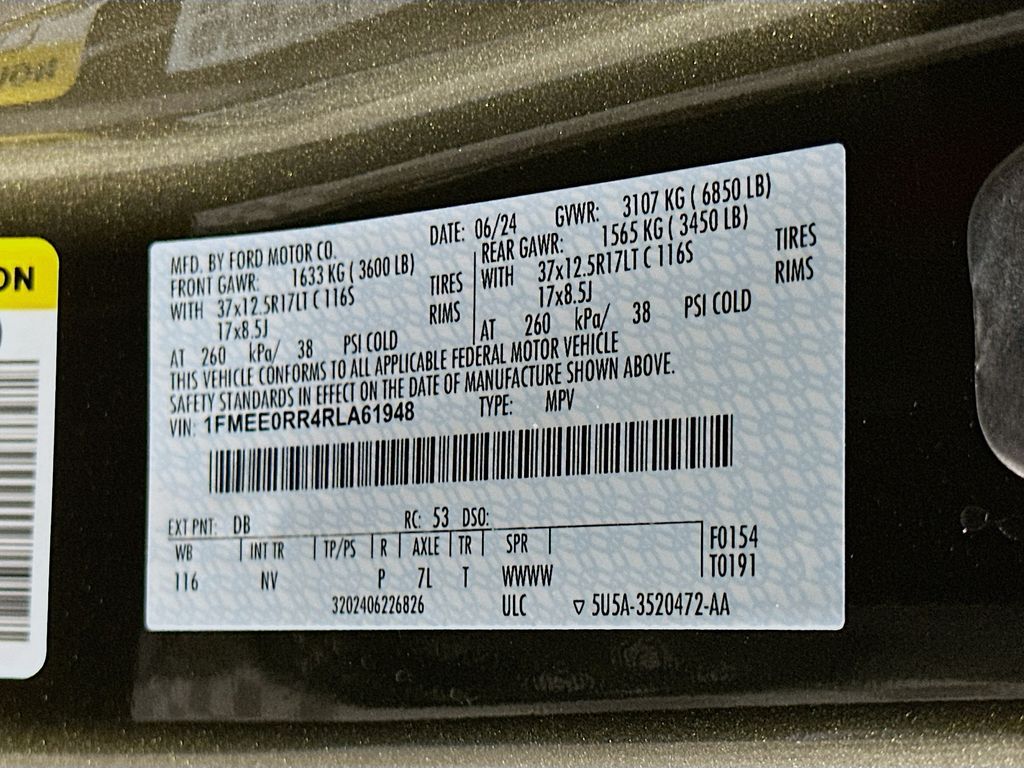 ON
MFD. BY FORD MOTOR CO.
DATE: 06/24 GVWR: 3107 KG ( 6850 LB)
FRONT GAWR: 1633 KG ( 3600 LB)
WITH 37x12.5R17LT C 116S TIRES
17x8.5J RIMS
AT 260 kPa/ 38 PSI COLD
REAR GAWR: 1565 KG ( 3450 LB)
WITH 37x12.5R17LT C 116S TIRES
17x8.5J RIMS
AT 260 kPa/ 38 PSI COLD
THIS VEHICLE CONFORMS TO ALL APPLICABLE FEDERAL MOTOR VEHICLE
SAFETY STANDARDS IN EFFECT ON THE DATE OF MANUFACTURE SHOWN ABOVE.
VIN: 1FMEE0RR4RLA61948 TYPE: MPV
EXT PNT: DB RC: 53 DSO:
WB INT TR TP/PS R AXLE TR SPR F0154
116 NV P 7L T WWWW T0191
3202406226826 ULC ▽ 5U5A-3520472-AA